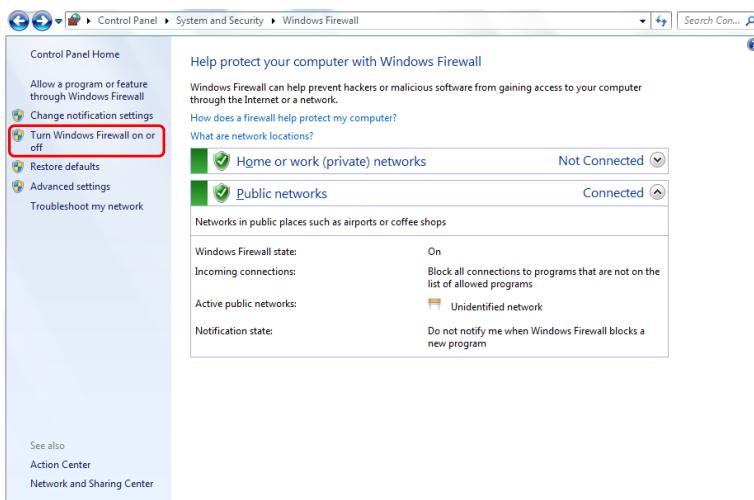 Control Panel ▸ System and Security ▸ Windows Firewall
Search Con...
Control Panel Home
Allow a program or feature
through Windows Firewall
Change notification settings
Turn Windows Firewall on or
off
Restore defaults
Advanced settings
Troubleshoot my network
See also
Action Center
Network and Sharing Center
Help protect your computer with Windows Firewall
Windows Firewall can help prevent hackers or malicious software from gaining access to your computer
through the Internet or a network.
How does a firewall help protect my computer?
What are network locations?
Home or work (private) networks Not Connected
Public networks Connected
Networks in public places such as airports or coffee shops
Windows Firewall state: On
Incoming connections: Block all connections to programs that are not on the
list of allowed programs
Active public networks: Unidentified network
Notification state: Do not notify me when Windows Firewall blocks a
new program